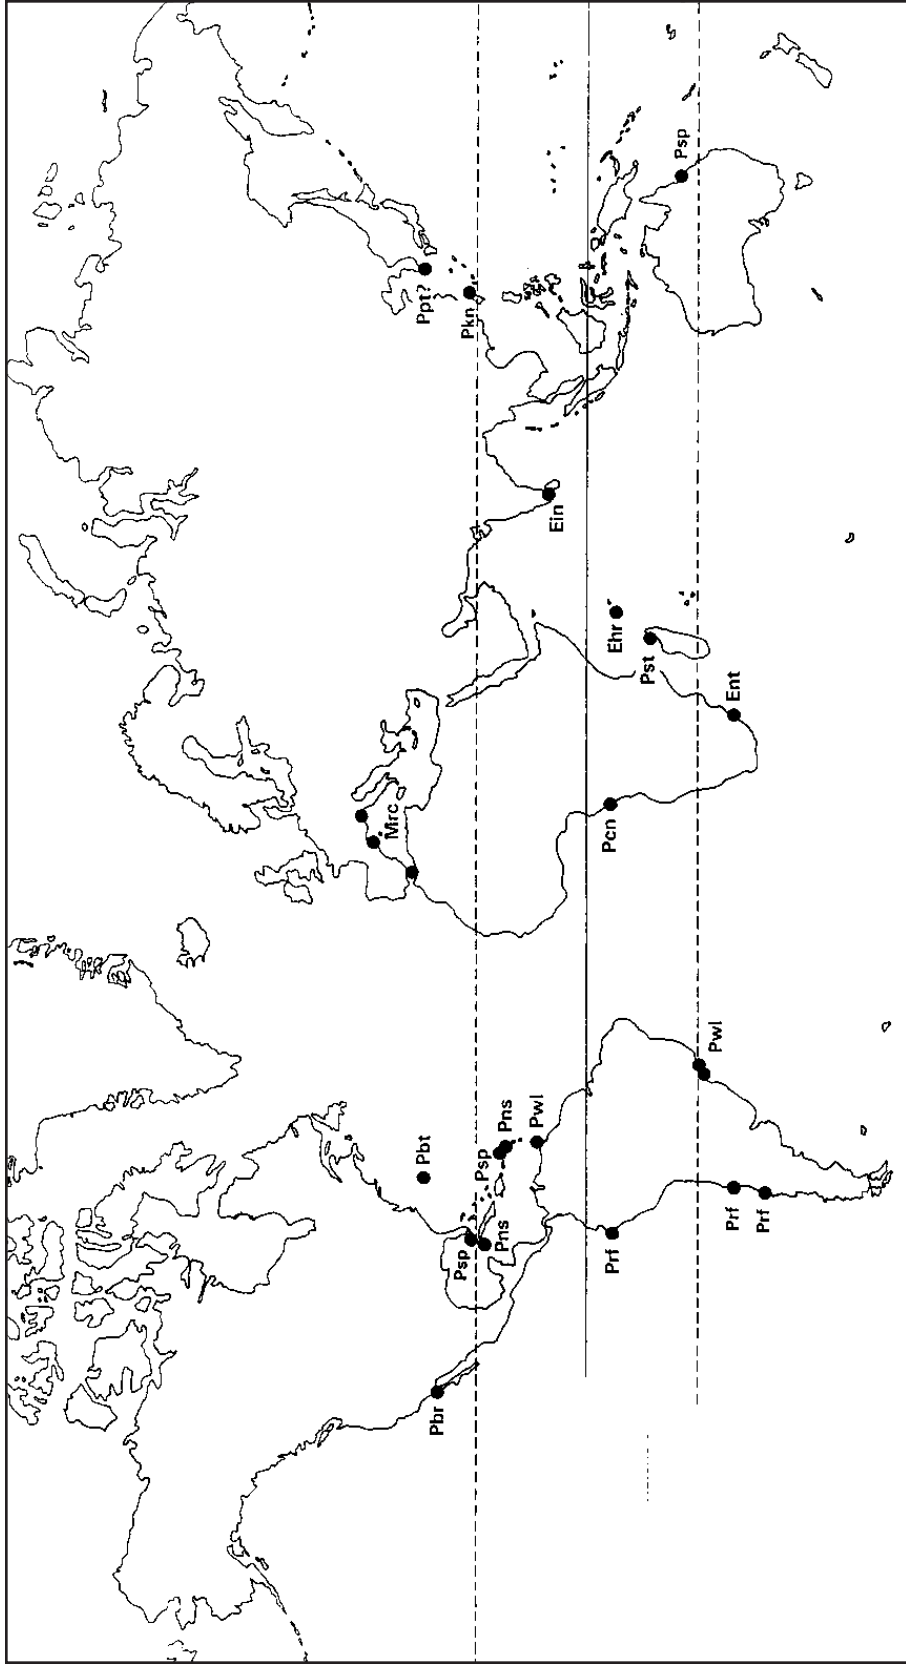 Pbr
Psp
Pns
Pbt
Psp
Pns
Pwl
Prf
Prf
Prf
Pwl
Mrc
Pcn
Ent
Pst
Ehr
Ein
Pkn
Ppt?
Psp